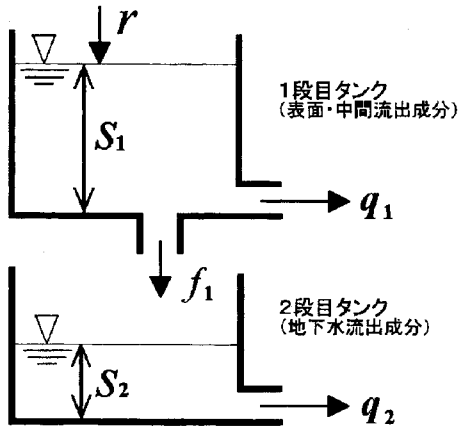 r
S₁
1段目タンク
(表面・中間流出成分)
q₁
f₁
2段目タンク
(地下水流出成分)
S₂
q₂